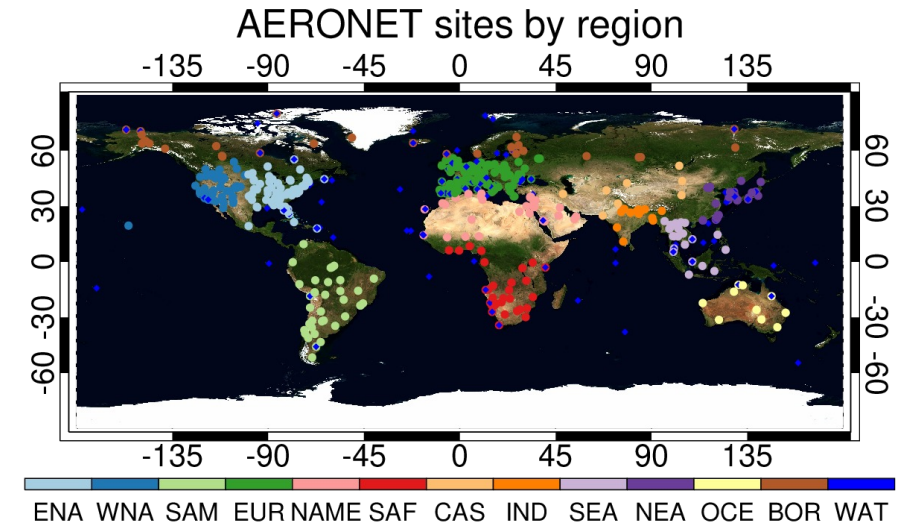 AERONET sites by region
-135 -90 -45 0 45 90 135
60 60
30 30
0 0
-30 -30
-60 -60
-135 -90 -45 0 45 90 135
ENA WNA SAM EUR NAME SAF CAS IND SEA NEA OCE BOR WAT